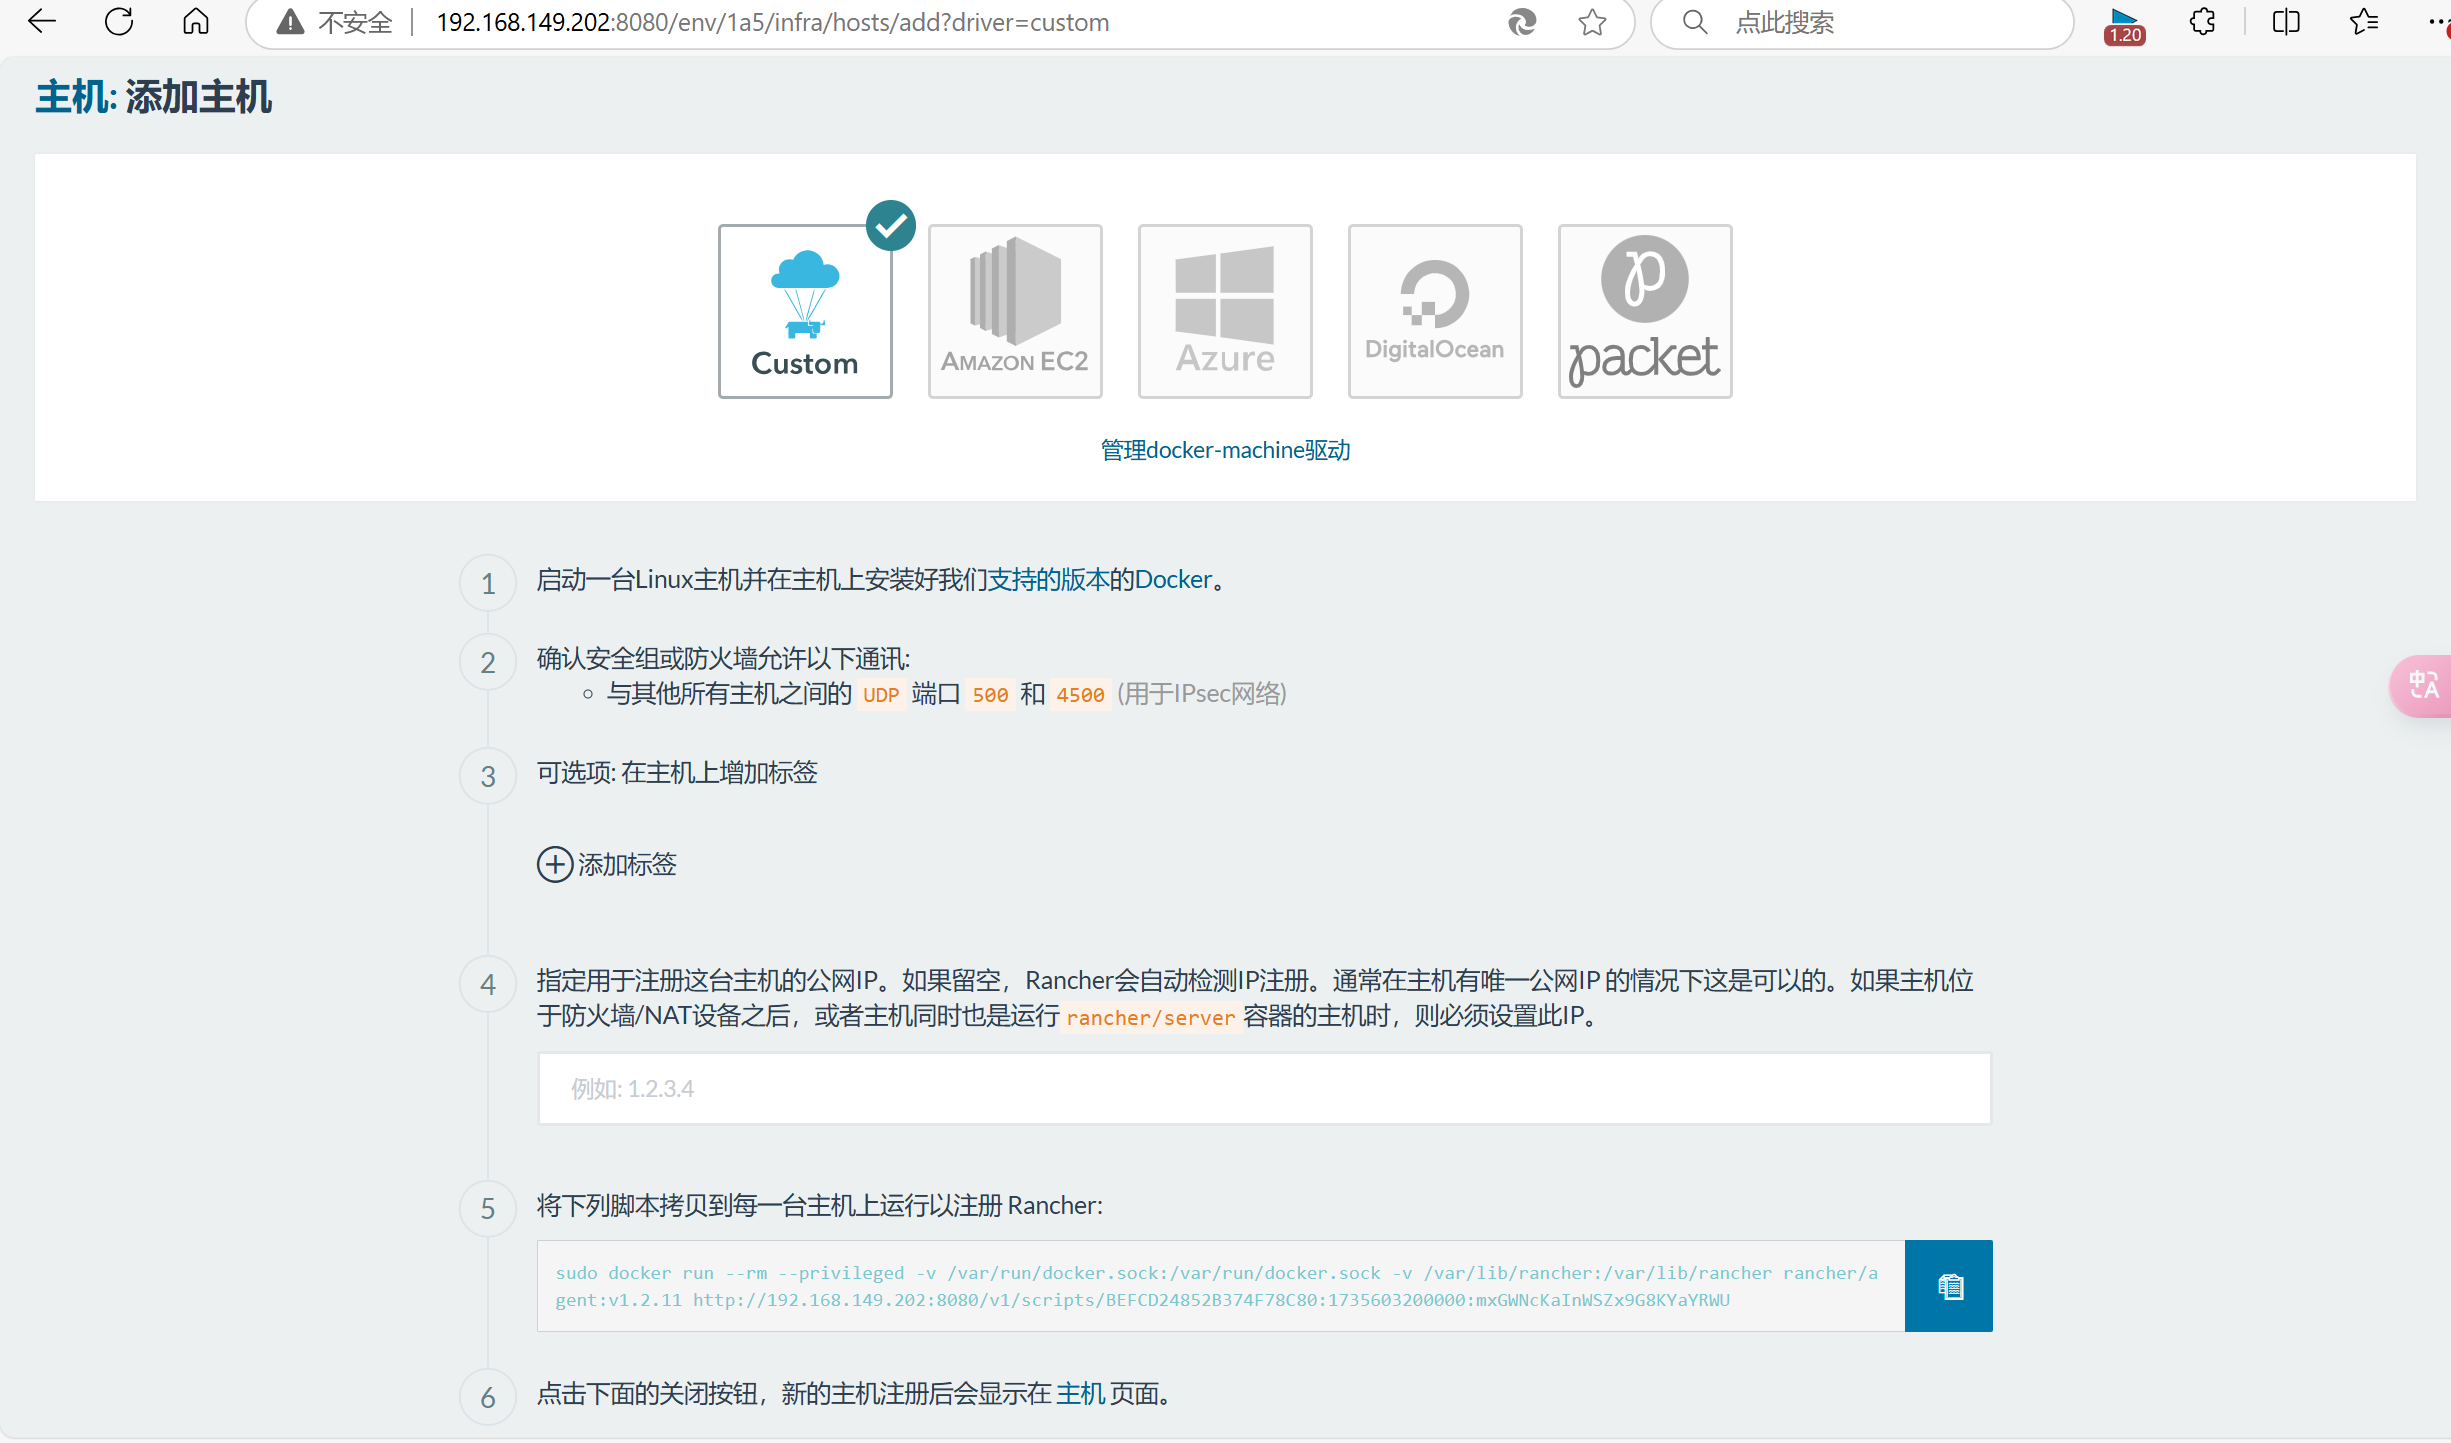 不安全 192.168.149.202:8080/env/1a5/infra/hosts/add?driver=custom 点此搜索 1.20
主机: 添加主机
Custom
AMAZON EC2
Azure
DigitalOcean
packet
管理docker-machine驱动
1 启动一台Linux主机并在主机上安装好我们支持的版本的Docker。
2 确认安全组或防火墙允许以下通讯:
与其他所有主机之间的 UDP 端口 500 和 4500 (用于IPsec网络)
3 可选项: 在主机上增加标签
添加标签
4 指定用于注册这台主机的公网IP。如果留空，Rancher会自动检测IP注册。通常在主机有唯一公网IP 的情况下这是可以的。如果主机位
于防火墙/NAT设备之后，或者主机同时也是运行 rancher/server 容器的主机时，则必须设置此IP。
例如: 1.2.3.4
5 将下列脚本拷贝到每一台主机上运行以注册 Rancher:
sudo docker run --rm --privileged -v /var/run/docker.sock:/var/run/docker.sock -v /var/lib/rancher:/var/lib/rancher rancher/a
gent:v1.2.11 http://192.168.149.202:8080/v1/scripts/BEFCD24852B374F78C80:1735603200000:mxGWNcKaInWSZx9G8KYaYRWU
6 点击下面的关闭按钮，新的主机注册后会显示在 主机 页面。
中A